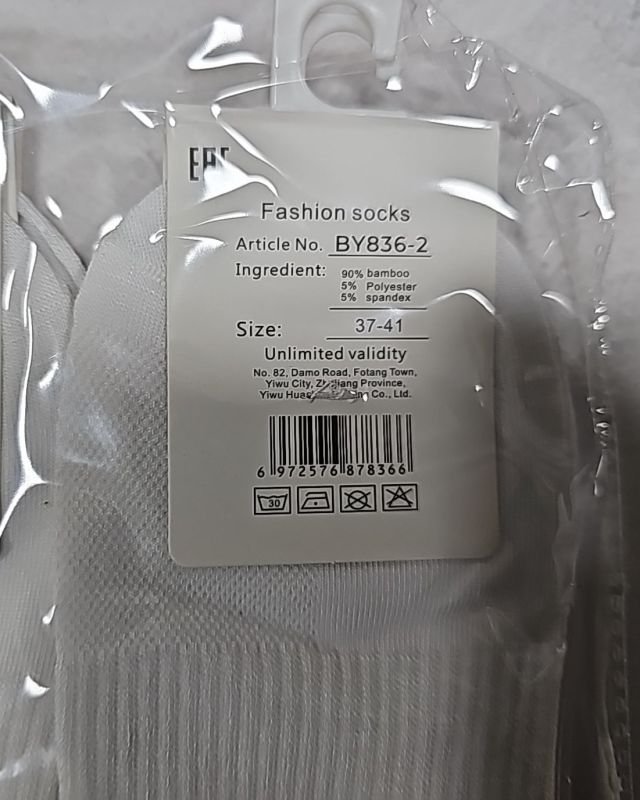 EAC
Fashion socks
Article No. BY836-2
Ingredient: 90% bamboo
5% Polyester
5% spandex
Size: 37-41
Unlimited validity
No. 82, Damo Road, Fotang Town,
Yiwu City, Zhejiang Province,
Yiwu Co., Ltd.
6 972576 878366
30